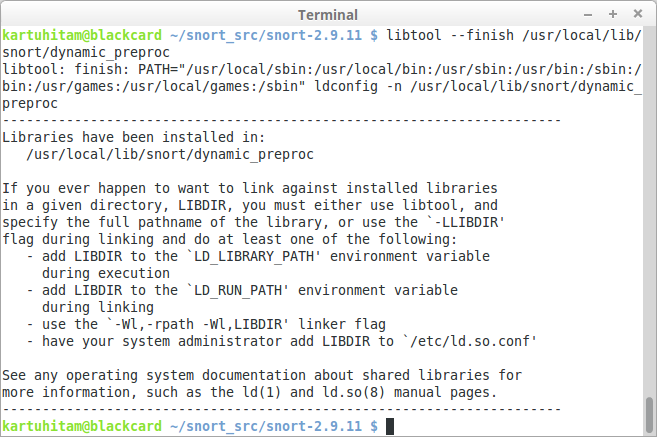 Terminal
kartuhitam@blackcard ~/snort_src/snort-2.9.11 $ libtool --finish /usr/local/lib/
snort/dynamic_preproc
libtool: finish: PATH="/usr/local/sbin:/usr/local/bin:/usr/sbin:/usr/bin:/sbin:/
bin:/usr/games:/usr/local/games:/sbin" ldconfig -n /usr/local/lib/snort/dynamic_
preproc
----------------------------------------------------------------------
Libraries have been installed in:
   /usr/local/lib/snort/dynamic_preproc

If you ever happen to want to link against installed libraries
in a given directory, LIBDIR, you must either use libtool, and
specify the full pathname of the library, or use the `-LLIBDIR'
flag during linking and do at least one of the following:
   - add LIBDIR to the `LD_LIBRARY_PATH' environment variable
     during execution
   - add LIBDIR to the `LD_RUN_PATH' environment variable
     during linking
   - use the `-Wl,-rpath -Wl,LIBDIR' linker flag
   - have your system administrator add LIBDIR to `/etc/ld.so.conf'

See any operating system documentation about shared libraries for
more information, such as the ld(1) and ld.so(8) manual pages.
----------------------------------------------------------------------
kartuhitam@blackcard ~/snort_src/snort-2.9.11 $